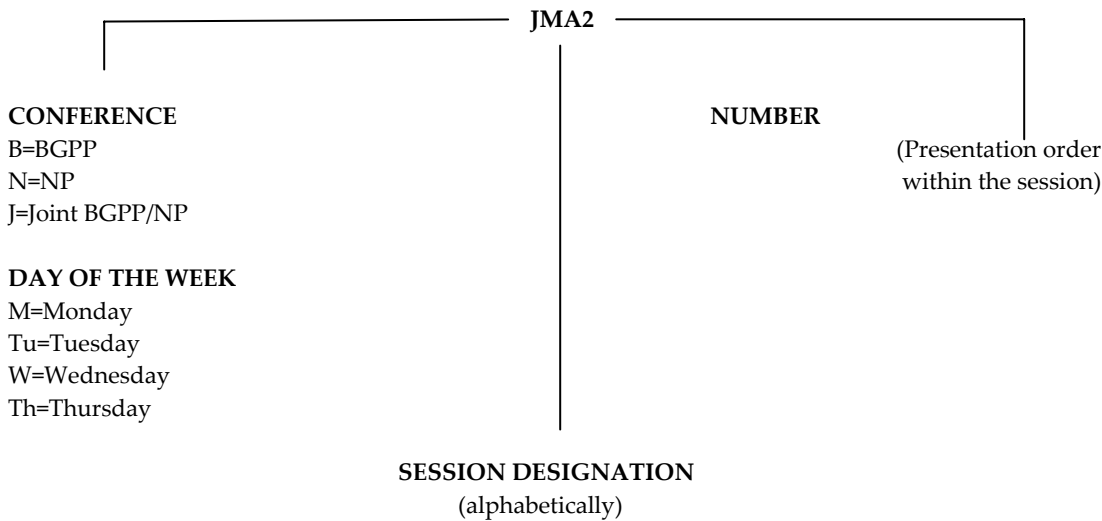 JMA2
CONFERENCE
B=BGPP
N=NP
J=Joint BGPP/NP
DAY OF THE WEEK
M=Monday
Tu=Tuesday
W=Wednesday
Th=Thursday
NUMBER
(Presentation order
within the session)
SESSION DESIGNATION
(alphabetically)